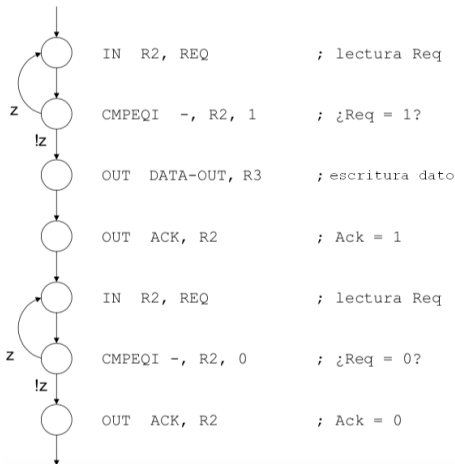 IN R2, REQ ; lectura Req
z CMPEQI -, R2, 1 ; ¿Req = 1?
!z
OUT DATA-OUT, R3 ; escritura dato
OUT ACK, R2 ; Ack = 1
IN R2, REQ ; lectura Req
z CMPEQI -, R2, 0 ; ¿Req = 0?
!z
OUT ACK, R2 ; Ack = 0